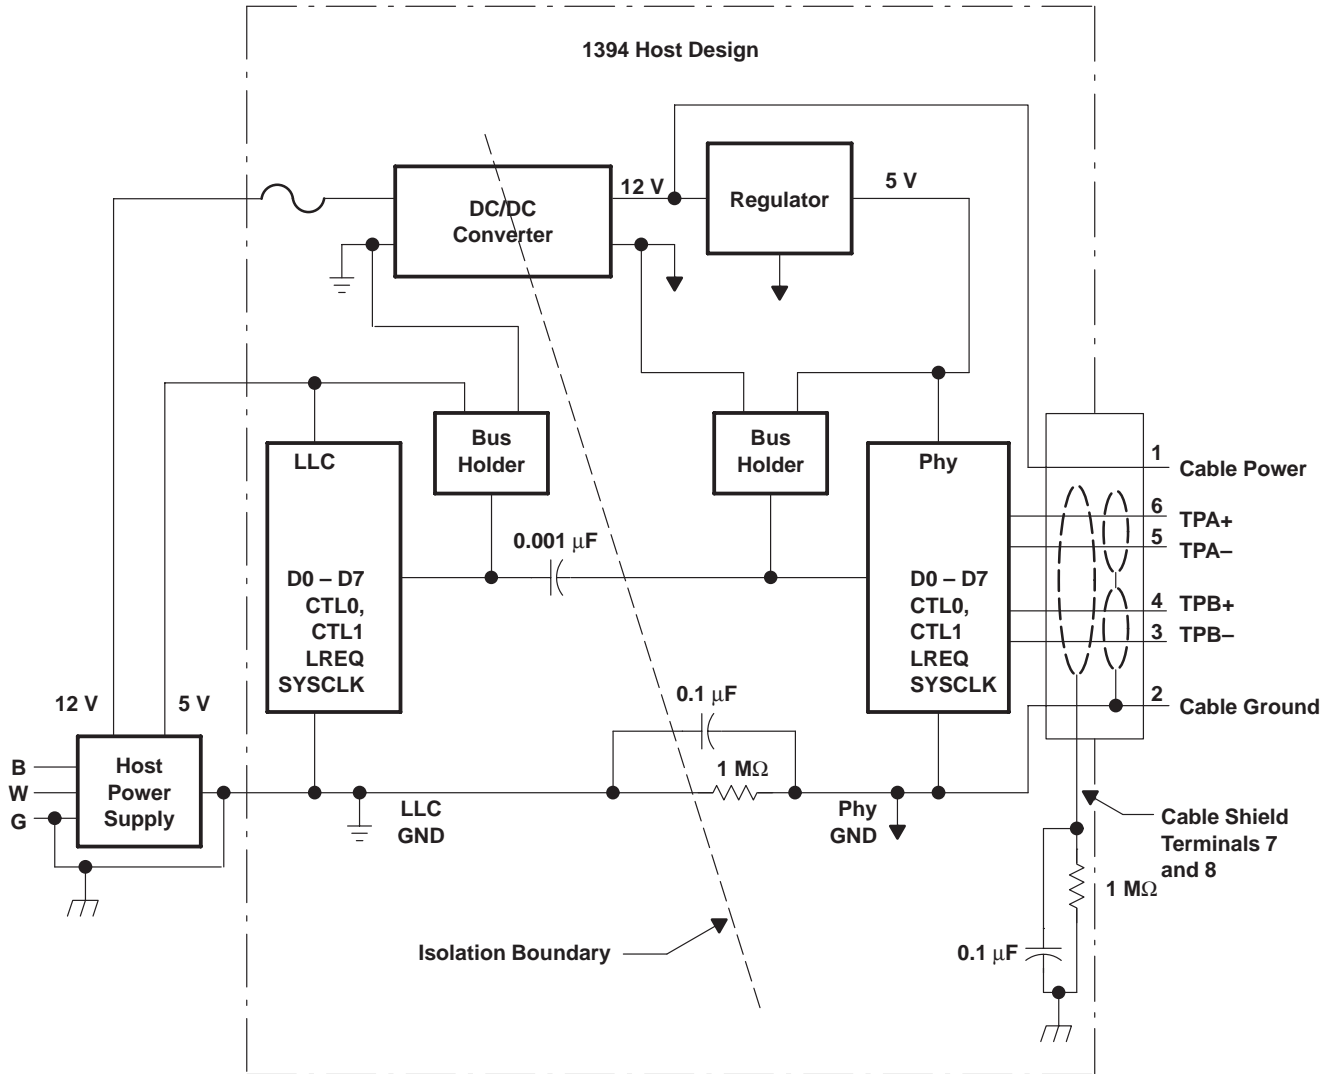 1394 Host Design
12 V
5 V
DC/DC
Converter
Regulator
Bus
Holder
Bus
Holder
LLC
Phy
1
Cable Power
6
TPA+
5
TPA–
0.001 μF
D0 – D7
CTL0,
CTL1
LREQ
SYSCLK
D0 – D7
CTL0,
CTL1
LREQ
SYSCLK
4
TPB+
3
TPB–
12 V
5 V
0.1 μF
2
Cable Ground
B
W
G
Host
Power
Supply
1 MΩ
LLC
GND
Phy
GND
Cable Shield
Terminals 7
and 8
1 MΩ
Isolation Boundary
0.1 μF